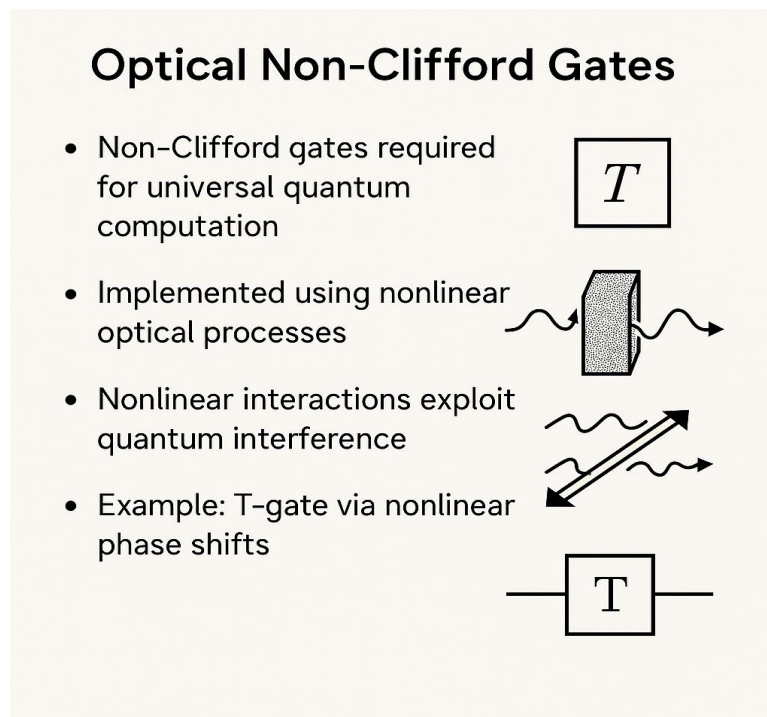 Optical Non-Clifford Gates
• Non-Clifford gates required
for universal quantum
computation
T
• Implemented using nonlinear
optical processes
• Nonlinear interactions exploit
quantum interference
• Example: T-gate via nonlinear
phase shifts
T